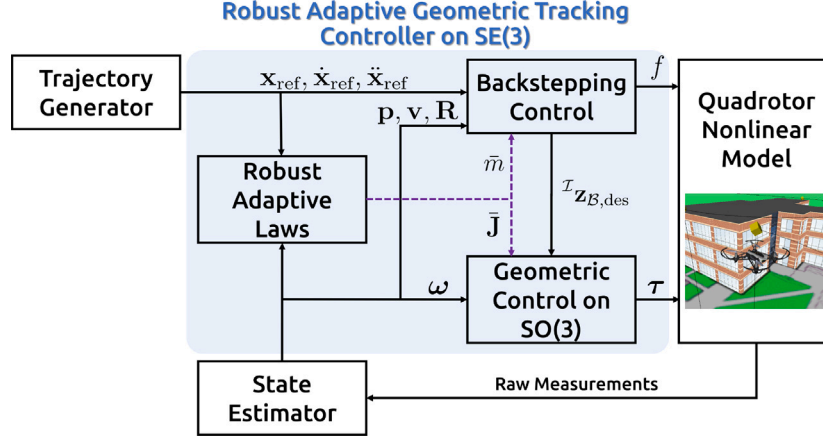 Robust Adaptive Geometric Tracking
Controller on SE(3)
Trajectory
Generator
x_ref, ẋ_ref, ẍ_ref
p, v, R
Backstepping
Control
f
Quadrotor
Nonlinear
Model
Robust
Adaptive
Laws
m̄
ᴵz_ℬ,des
J̄
ω
Geometric
Control on
SO(3)
τ
State
Estimator
Raw Measurements